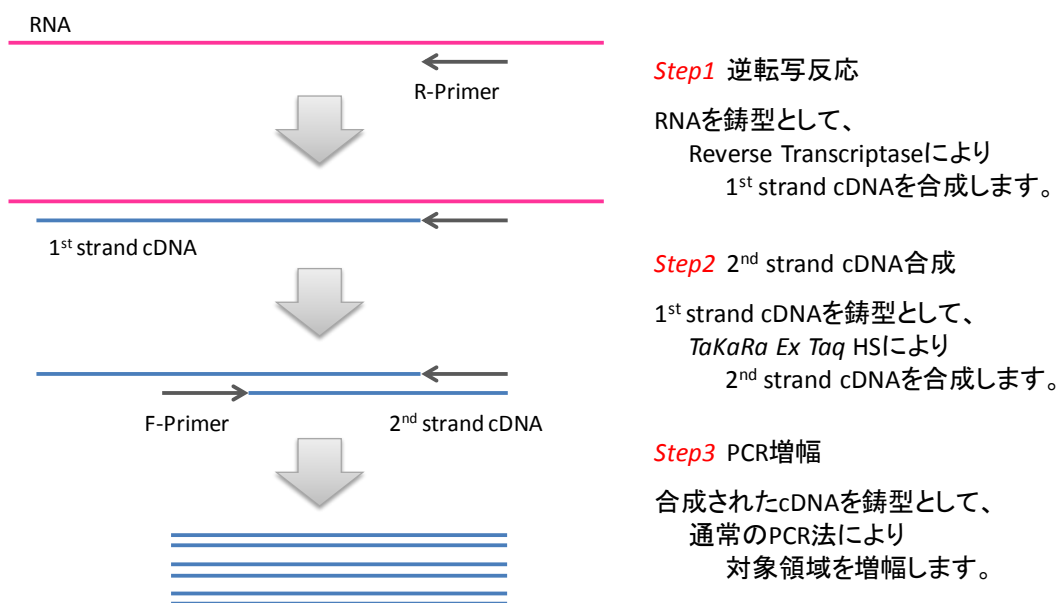 RNA
R-Primer
1st strand cDNA
F-Primer
2nd strand cDNA
Step1 逆転写反応
RNAを鋳型として、
Reverse Transcriptaseにより
1st strand cDNAを合成します。
Step2 2nd strand cDNA合成
1st strand cDNAを鋳型として、
TaKaRa Ex Taq HSにより
2nd strand cDNAを合成します。
Step3 PCR増幅
合成されたcDNAを鋳型として、
通常のPCR法により
対象領域を増幅します。